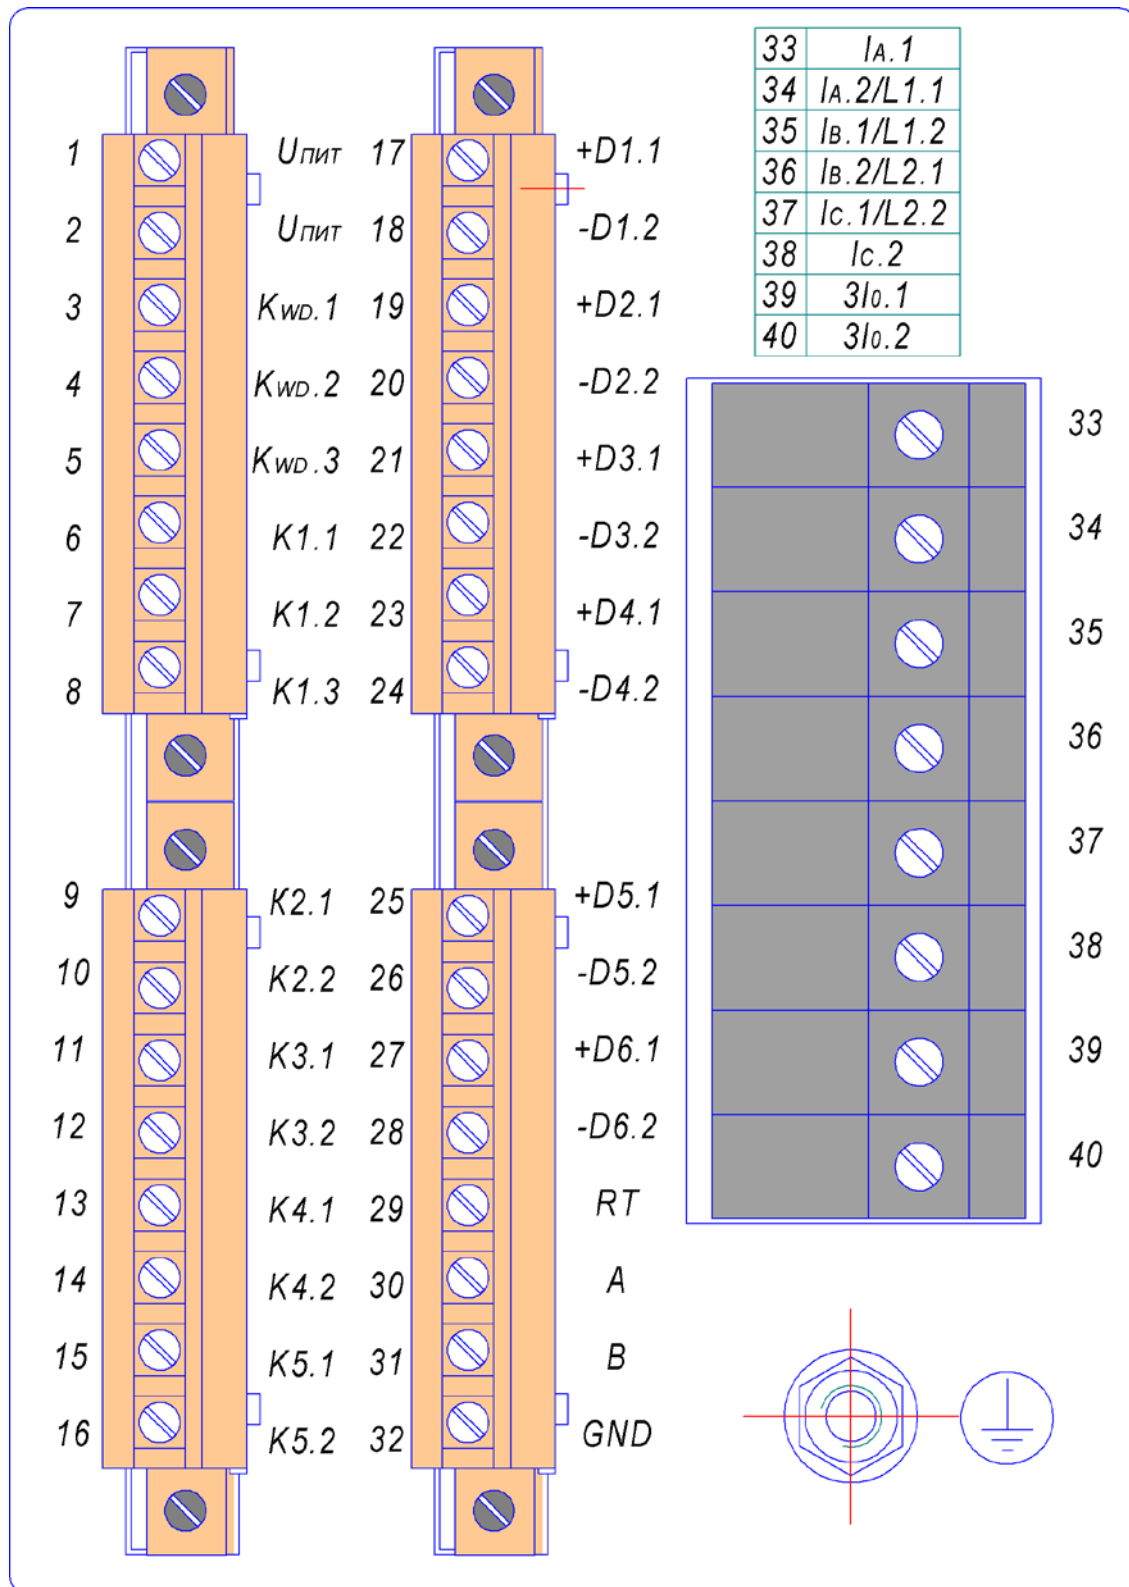 33 IA.1
34 IA.2/L1.1
35 IB.1/L1.2
36 IB.2/L2.1
37 IC.1/L2.2
38 IC.2
39 3I0.1
40 3I0.2
1 Uпит 17 +D1.1
2 Uпит 18 -D1.2
3 KWD.1 19 +D2.1
4 KWD.2 20 -D2.2
5 KWD.3 21 +D3.1
6 K1.1 22 -D3.2
7 K1.2 23 +D4.1
8 K1.3 24 -D4.2
9 K2.1 25 +D5.1
10 K2.2 26 -D5.2
11 K3.1 27 +D6.1
12 K3.2 28 -D6.2
13 K4.1 29 RT
14 K4.2 30 A
15 K5.1 31 B
16 K5.2 32 GND
33
34
35
36
37
38
39
40